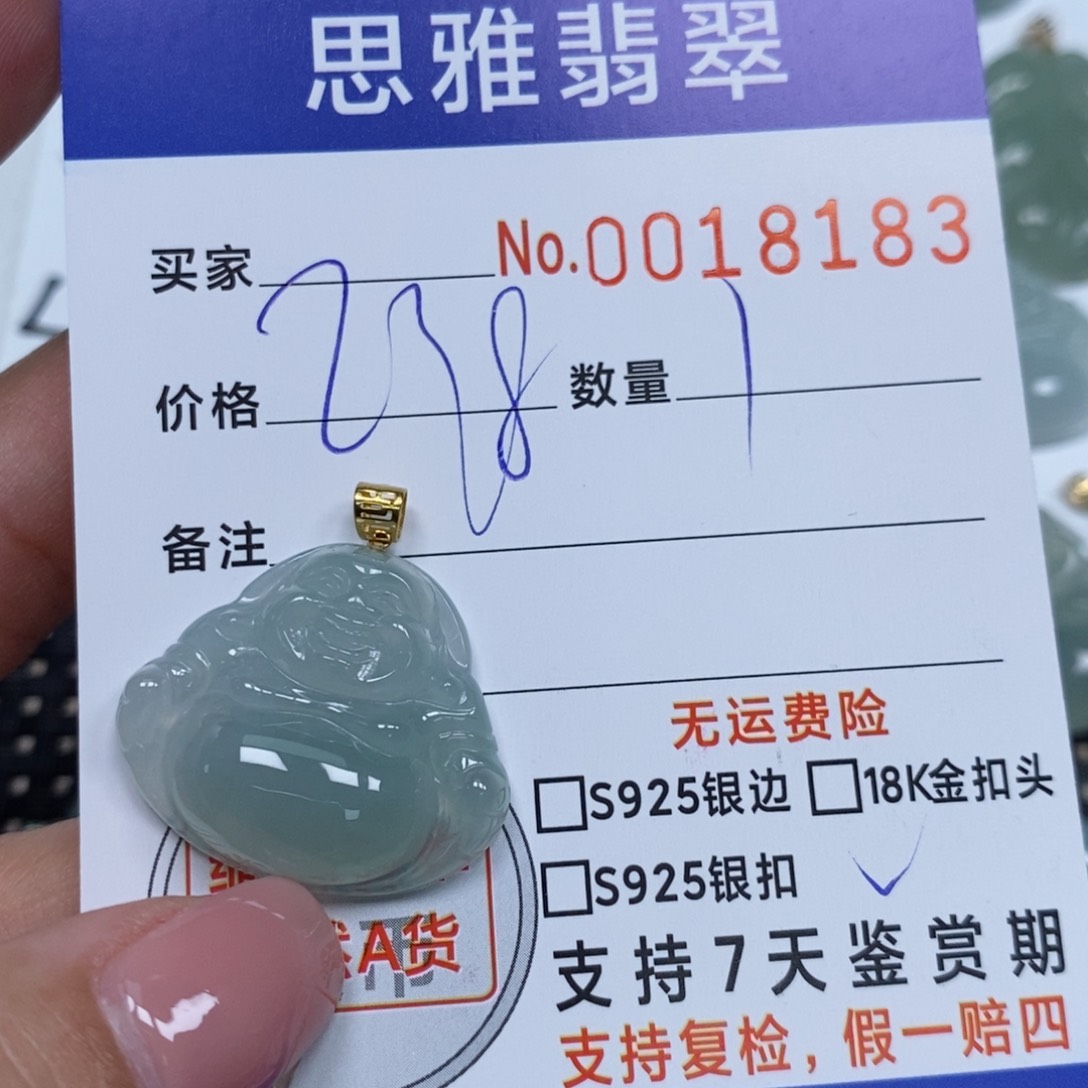 思雅翡翠
买家 No.0018183
价格 数量 1
备注
无运费险
□S925银边 □18K金扣头
□S925银扣 ✓
A货
支持7天鉴赏期
支持复检，假一赔四